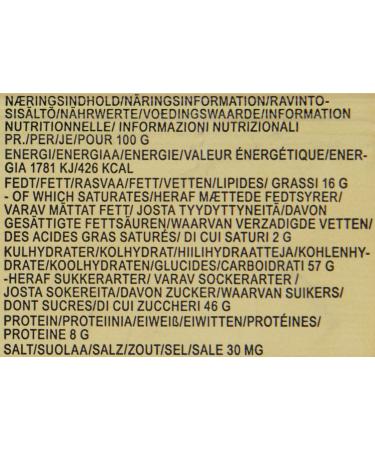 NÆRINGSINDHOLD/NÄRINGSINFORMATION/RAVINTO-
SISÄLTÖ/NÄHRWERTE/VOEDINGSWAARDE/INFORMATION
NUTRITIONNELLE/ INFORMAZIONI NUTRIZIONALI
PR./PER/JE/POUR 100 G
ENERGI/ENERGIAA/ENERGIE/VALEUR ÉNERGÉTIQUE/ENER-
GIA 1781 KJ/426 KCAL
FEDT/FETT/RASVAA/FETT/VETTEN/LIPIDES/ GRASSI 16 G
- OF WHICH SATURATES/HERAF MÆTTEDE FEDTSYRER/
VARAV MÄTTAT FETT/ JOSTA TYYDYTTYNEITÄ/DAVON
GESÄTTIGTE FETTSÄUREN/WAARVAN VERZADIGDE VETTEN/
DES ACIDES GRAS SATURÉS/ DI CUI SATURI 2 G
KULHYDRATER/KOLHYDRAT/HIILIHYDRAATTEJA/KOHLENHY-
DRATE/KOOLHYDRATEN/GLUCIDES/CARBOIDRATI 57 G
-HERAF SUKKERARTER/ VARAV SOCKERARTER /
JOSTA SOKEREITA/DAVON ZUCKER/WAARVAN SUIKERS/
DONT SUCRES/DI CUI ZUCCHERI 46 G
PROTEIN/PROTEIINIA/EIWEIß/EIWITTEN/PROTÉINES/
PROTEINE 8 G
SALT/SUOLAA/SALZ/ZOUT/SEL/SALE 30 MG